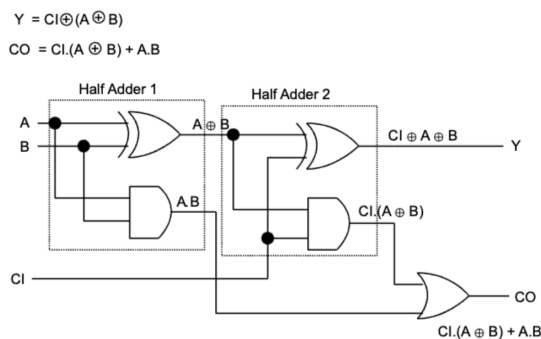 Y = CI⊕(A⊕B)
CO = CI.(A ⊕ B) + A.B
Half Adder 1
Half Adder 2
A
A ⊕ B
CI ⊕ A ⊕ B
B
Y
A.B
CI.(A ⊕ B)
CI
CO
CI.(A ⊕ B) + A.B